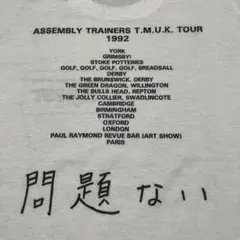 ASSEMBLY TRAINERS T.M.U.K. TOUR
1992
YORK
GRIMSBY!
STOKE POTTERIES
GOLF, GOLF, GOLF, GOLF, BREADSALL
DERBY
THE BRUNSWICK, DERBY
THE GREEN DRAGON, WILLINGTON
THE BULLS HEAD, REPTON
THE JOLLY COLLIER, SWADLINCOTE
CAMBRIDGE
BIRMINGHAM
STRATFORD
OXFORD
LONDON
PAUL RAYMOND REVUE BAR (ART SHOW)
PARIS
問題ない